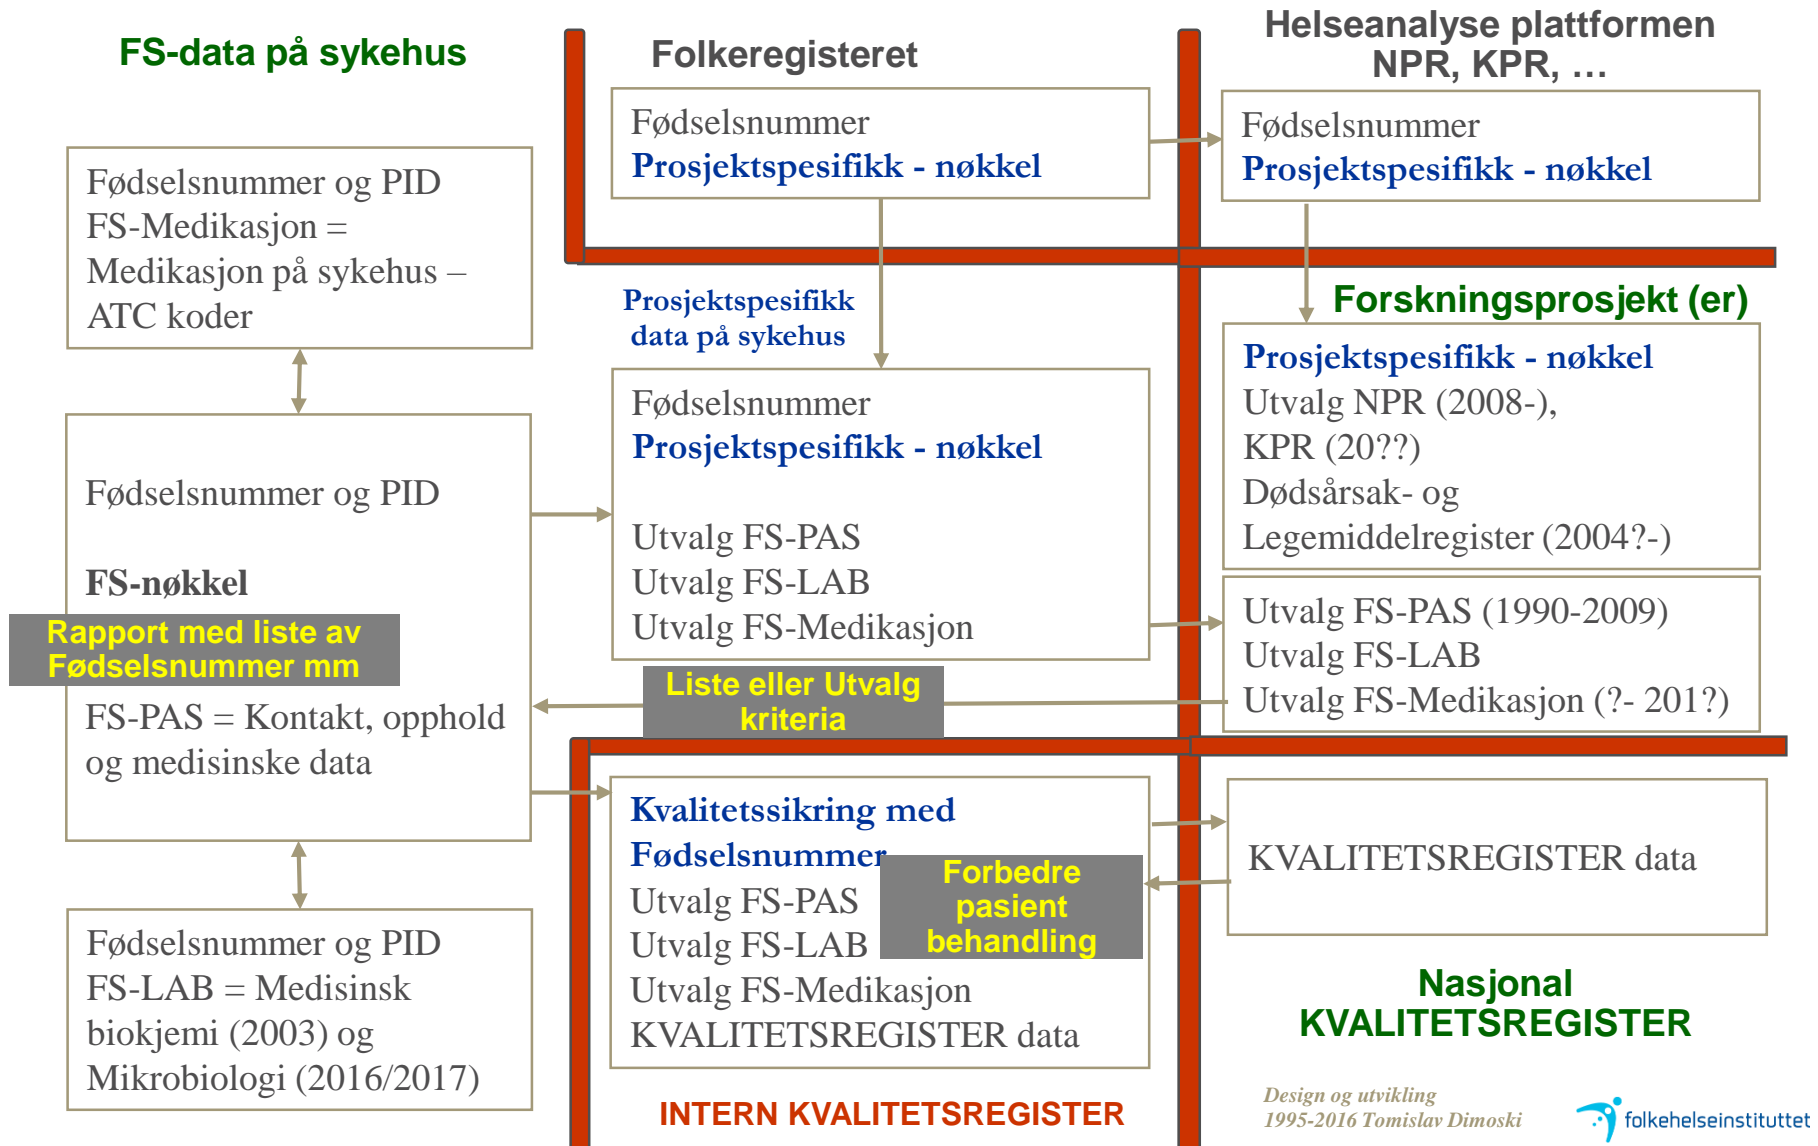 FS-data på sykehus
Fødselsnummer og PID
FS-Medikasjon =
Medikasjon på sykehus –
ATC koder
Fødselsnummer og PID
FS-nøkkel
Rapport med liste av
Fødselsnummer mm
FS-PAS = Kontakt, opphold
og medisinske data
Fødselsnummer og PID
FS-LAB = Medisinsk
biokjemi (2003) og
Mikrobiologi (2016/2017)
Folkeregisteret
Fødselsnummer
Prosjektspesifikk - nøkkel
Prosjektspesifikk
data på sykehus
Fødselsnummer
Prosjektspesifikk - nøkkel
Utvalg FS-PAS
Utvalg FS-LAB
Utvalg FS-Medikasjon
Liste eller Utvalg
kriteria
Kvalitetssikring med
Fødselsnummer
Utvalg FS-PAS
Utvalg FS-LAB
Utvalg FS-Medikasjon
KVALITETSREGISTER data
Forbedre
pasient
behandling
INTERN KVALITETSREGISTER
Helseanalyse plattformen
NPR, KPR, …
Fødselsnummer
Prosjektspesifikk - nøkkel
Forskningsprosjekt (er)
Prosjektspesifikk - nøkkel
Utvalg NPR (2008-),
KPR (20??)
Dødsårsak- og
Legemiddelregister (2004?-)
Utvalg FS-PAS (1990-2009)
Utvalg FS-LAB
Utvalg FS-Medikasjon (?- 201?)
KVALITETSREGISTER data
Nasjonal
KVALITETSREGISTER
Design og utvikling
1995-2016 Tomislav Dimoski
folkehelseinstituttet